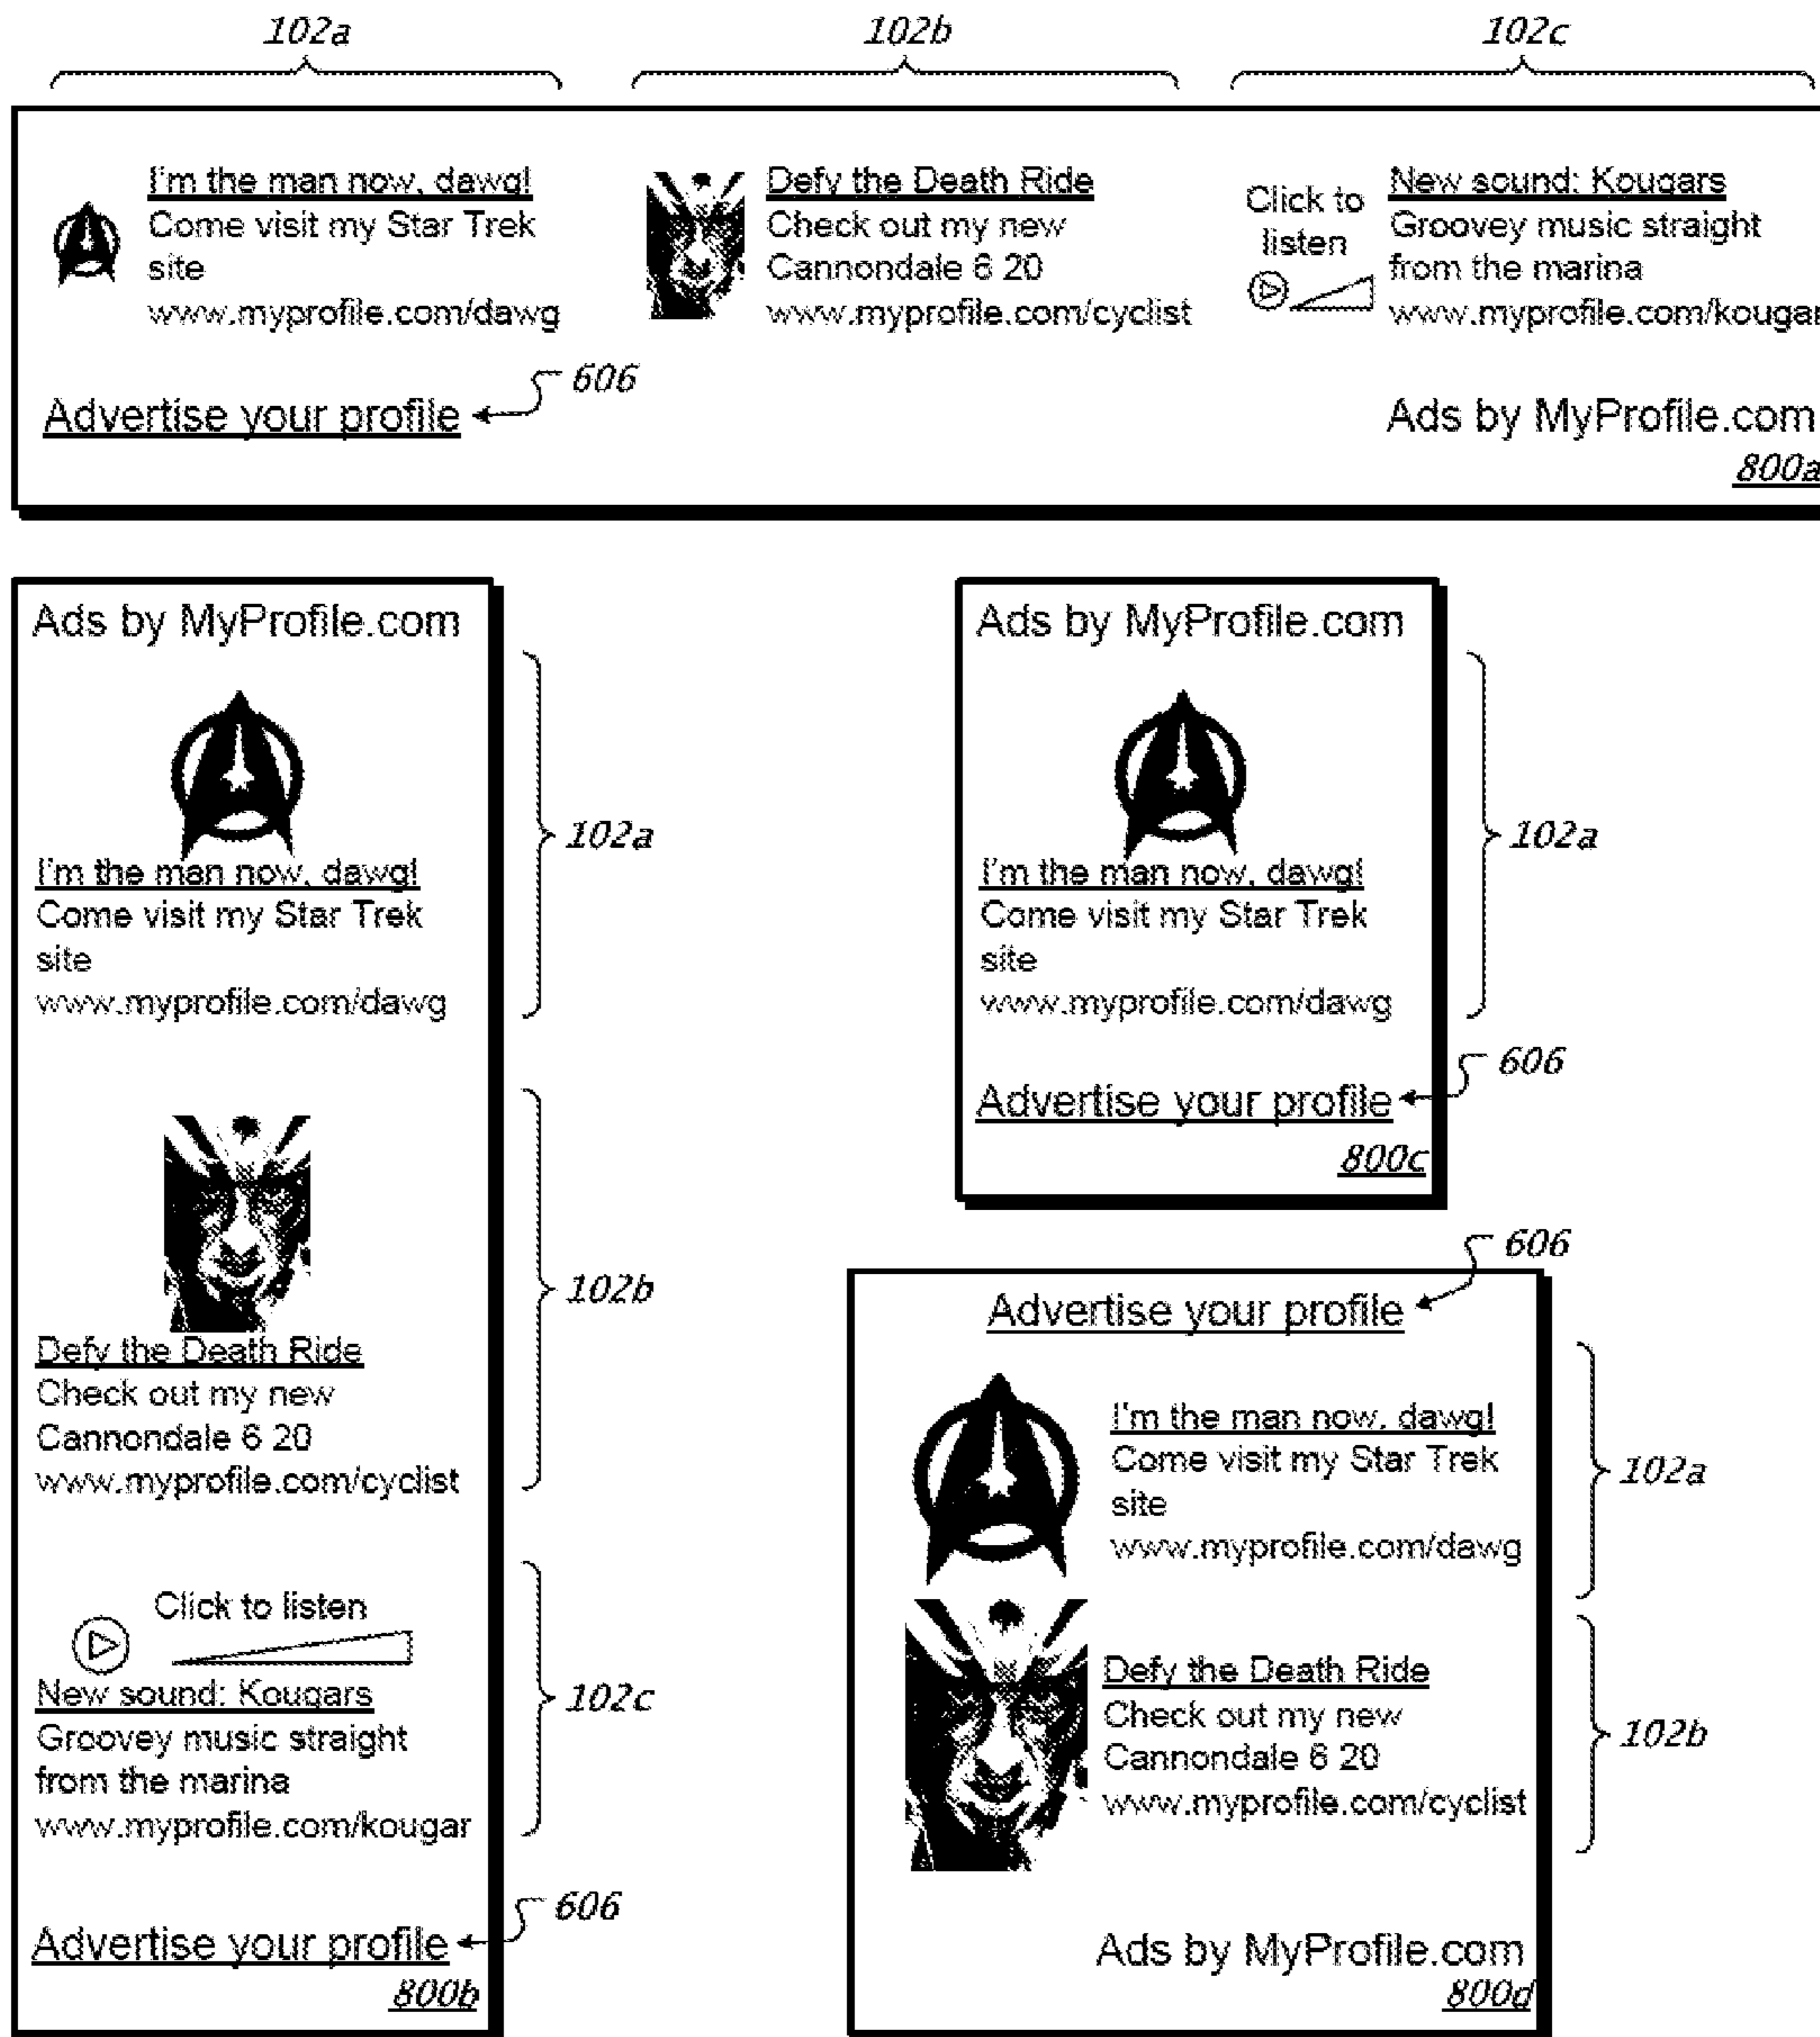 102a
102b
102c
I'm the man now, dawg!
Come visit my Star Trek
site
www.myprofile.com/dawg
Defy the Death Ride
Check out my new
Cannondale 6 20
www.myprofile.com/cyclist
Click to
listen
New sound: Kougars
Groovey music straight
from the marina
www.myprofile.com/kougar
606
Advertise your profile
Ads by MyProfile.com
800a
Ads by MyProfile.com
102a
I'm the man now, dawg!
Come visit my Star Trek
site
www.myprofile.com/dawg
102b
Defy the Death Ride
Check out my new
Cannondale 6 20
www.myprofile.com/cyclist
Click to listen
New sound: Kougars
102c
Groovey music straight
from the marina
www.myprofile.com/kougar
606
Advertise your profile
800b
Ads by MyProfile.com
102a
I'm the man now, dawg!
Come visit my Star Trek
site
www.myprofile.com/dawg
606
Advertise your profile
800c
606
Advertise your profile
I'm the man now, dawg!
Come visit my Star Trek
102a
site
www.myprofile.com/dawg
Defy the Death Ride
Check out my new
102b
Cannondale 6 20
www.myprofile.com/cyclist
Ads by MyProfile.com
800d